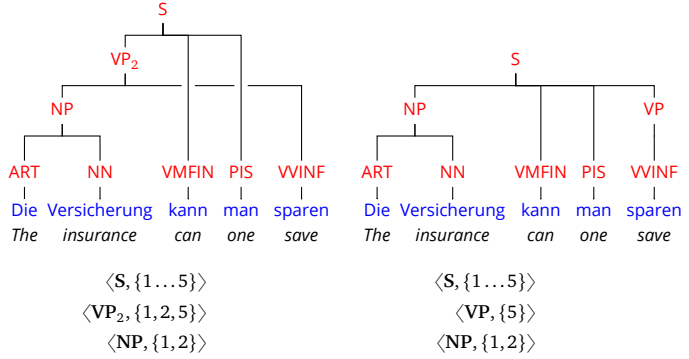 S
VP₂ S
NP NP VP
ART NN VMFIN PIS VVINF ART NN VMFIN PIS VVINF
Die Versicherung kann man sparen Die Versicherung kann man sparen
The insurance can one save The insurance can one save
⟨S, {1...5}⟩ ⟨S, {1...5}⟩
⟨VP₂, {1,2,5}⟩ ⟨VP, {5}⟩
⟨NP, {1,2}⟩ ⟨NP, {1,2}⟩